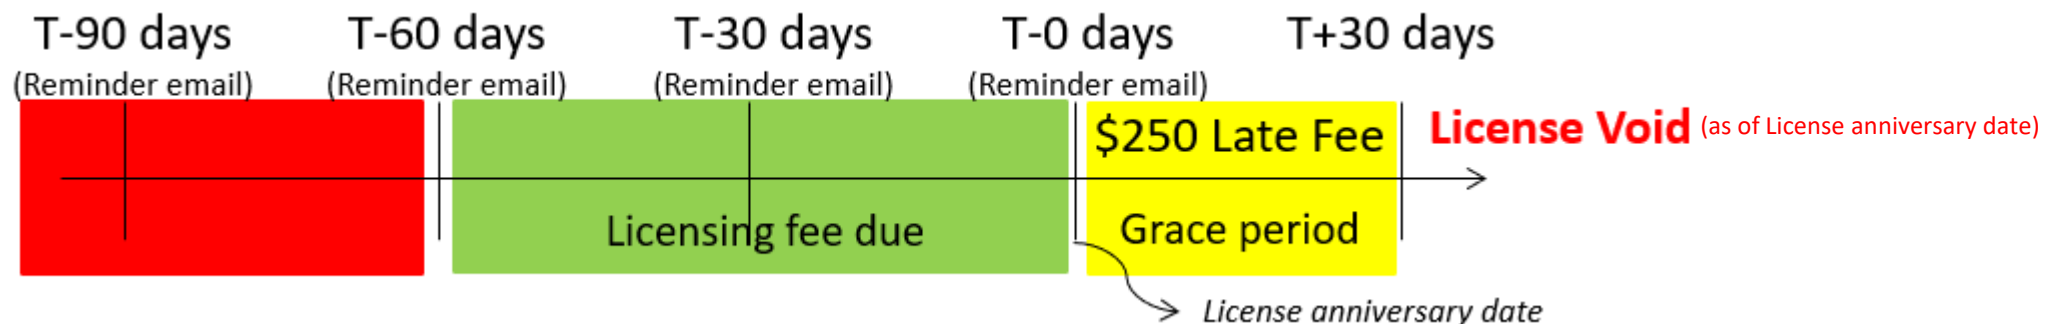 T-90 days T-60 days T-30 days T-0 days T+30 days
(Reminder email) (Reminder email) (Reminder email) (Reminder email)
$250 Late Fee License Void (as of License anniversary date)
Licensing fee due Grace period
License anniversary date